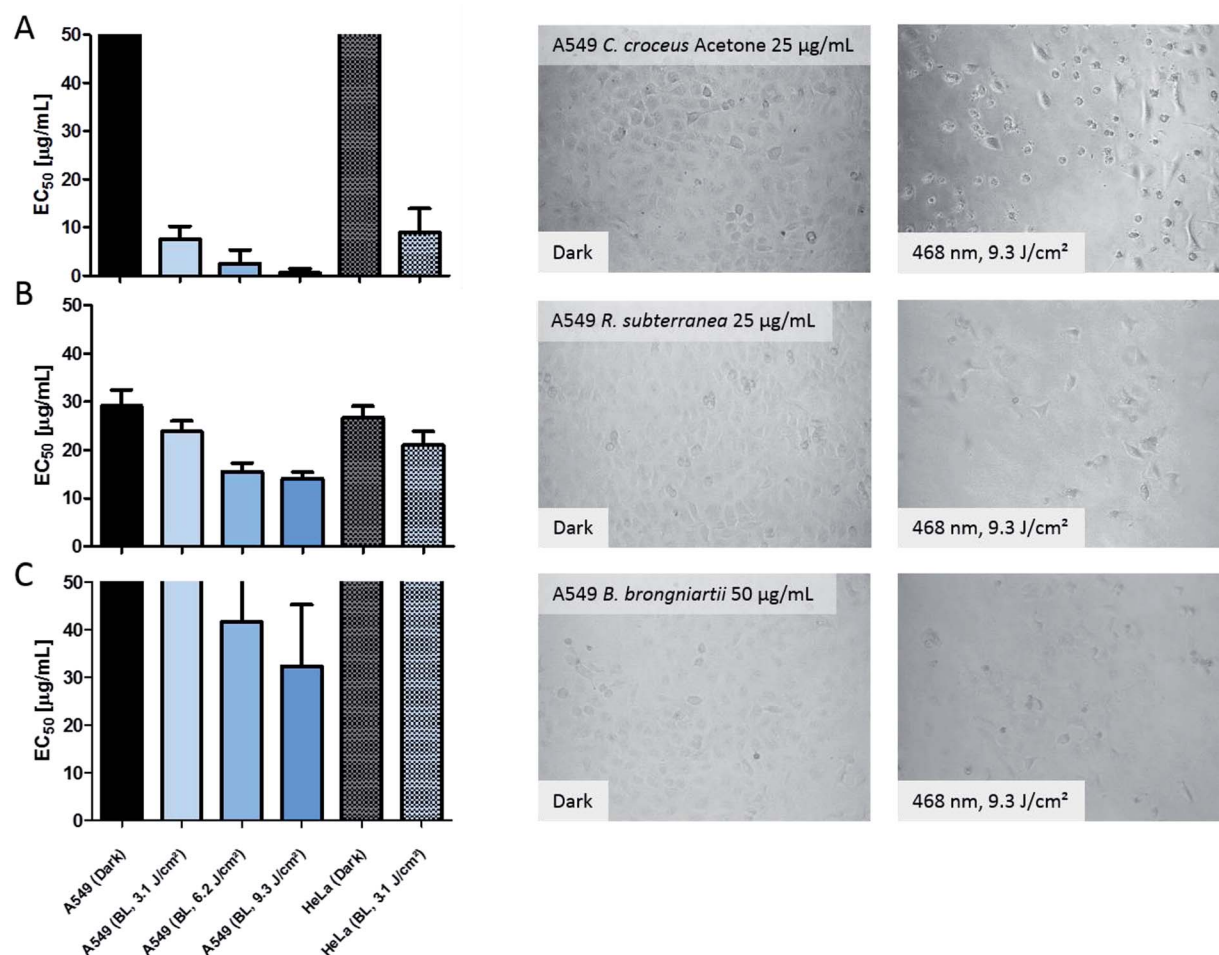 A
EC₅₀ [µg/mL]
50
40
30
20
10
0
A549 C. croceus Acetone 25 µg/mL
Dark
468 nm, 9.3 J/cm²
B
EC₅₀ [µg/mL]
50
40
30
20
10
0
A549 R. subterranea 25 µg/mL
Dark
468 nm, 9.3 J/cm²
C
EC₅₀ [µg/mL]
50
40
30
20
10
0
A549 B. brongniartii 50 µg/mL
Dark
468 nm, 9.3 J/cm²
A549 (Dark)
A549 (BL, 3.1 J/cm²)
A549 (BL, 6.2 J/cm²)
A549 (BL, 9.3 J/cm²)
HeLa (Dark)
HeLa (BL, 3.1 J/cm²)